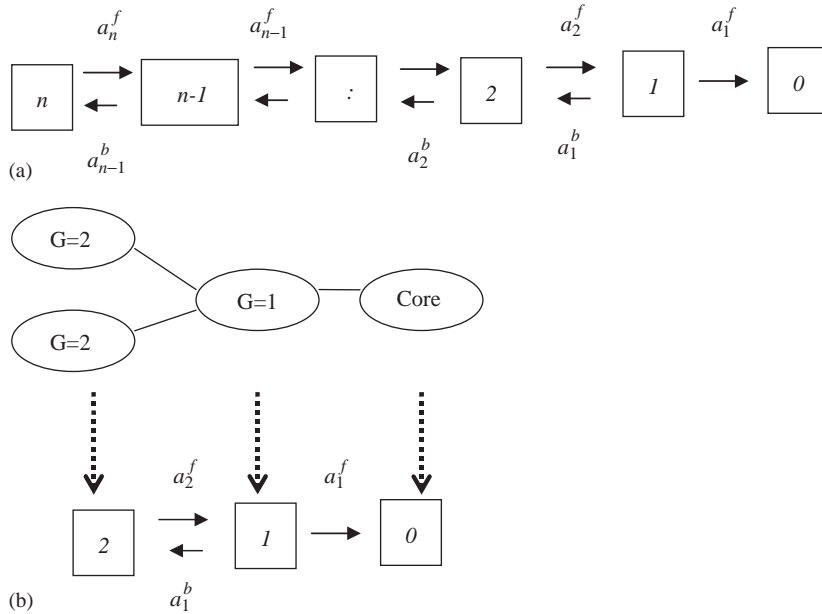 a_n^f a_{n-1}^f a_2^f a_1^f
n n-1 : 2 1 0
a_{n-1}^b a_2^b a_1^b
(a)
G=2
G=1 Core
G=2
a_2^f a_1^f
2 1 0
a_1^b
(b)